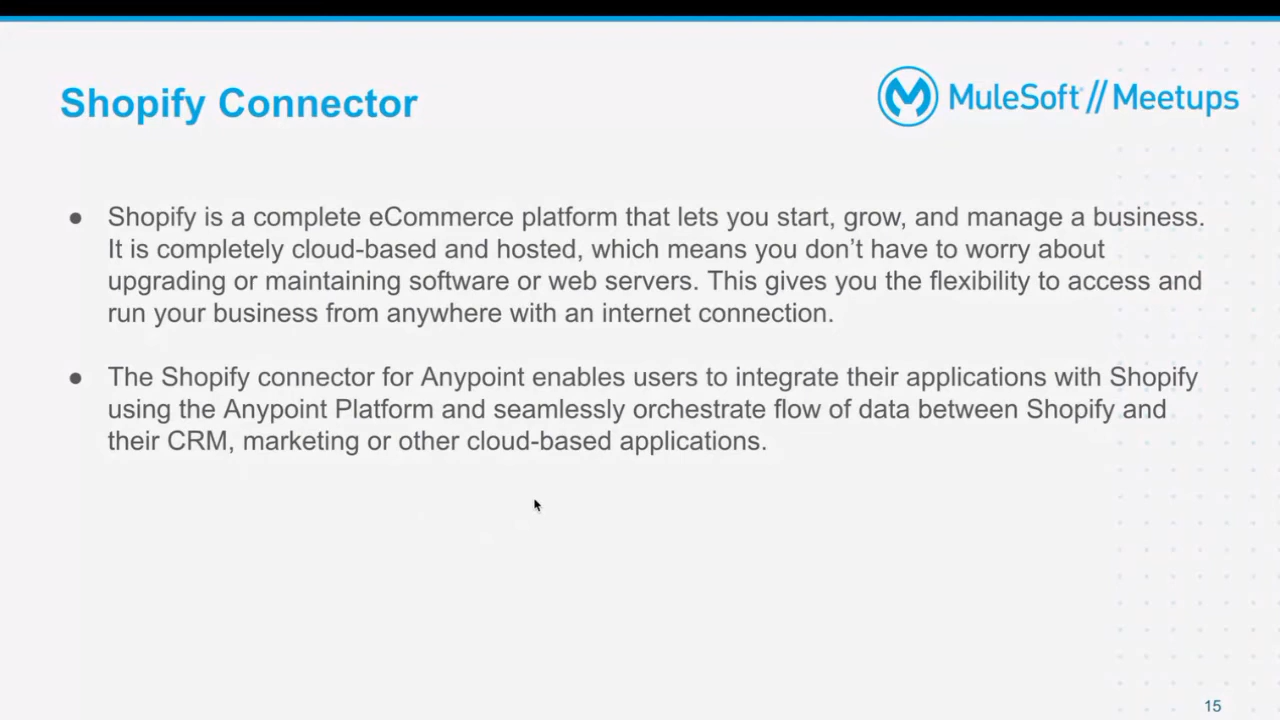 Shopify Connector
MuleSoft // Meetups
● Shopify is a complete eCommerce platform that lets you start, grow, and manage a business.
It is completely cloud-based and hosted, which means you don’t have to worry about
upgrading or maintaining software or web servers. This gives you the flexibility to access and
run your business from anywhere with an internet connection.
● The Shopify connector for Anypoint enables users to integrate their applications with Shopify
using the Anypoint Platform and seamlessly orchestrate flow of data between Shopify and
their CRM, marketing or other cloud-based applications.
15